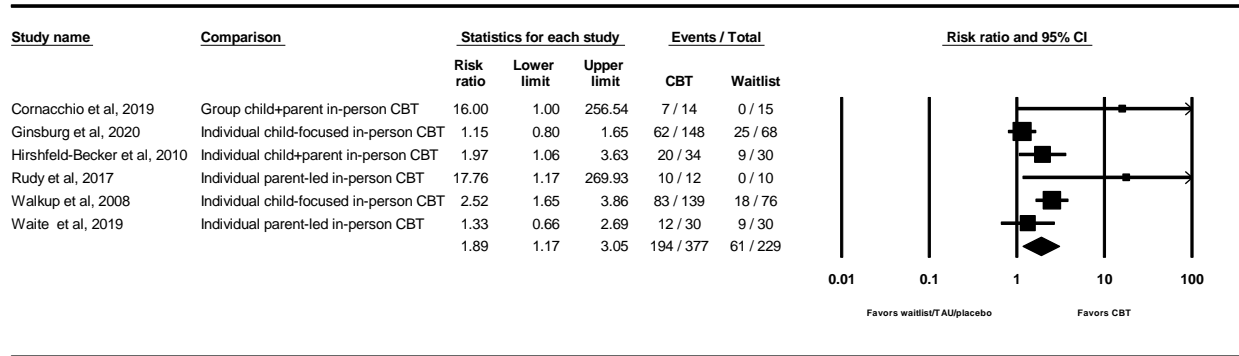 Study name Comparison Statistics for each study Events / Total Risk ratio and 95% CI
Risk ratio Lower limit Upper limit CBT Waitlist
Cornacchio et al, 2019 Group child+parent in-person CBT 16.00 1.00 256.54 7 / 14 0 / 15
Ginsburg et al, 2020 Individual child-focused in-person CBT 1.15 0.80 1.65 62 / 148 25 / 68
Hirshfeld-Becker et al, 2010 Individual child+parent in-person CBT 1.97 1.06 3.63 20 / 34 9 / 30
Rudy et al, 2017 Individual parent-led in-person CBT 17.76 1.17 269.93 10 / 12 0 / 10
Walkup et al, 2008 Individual child-focused in-person CBT 2.52 1.65 3.86 83 / 139 18 / 76
Waite et al, 2019 Individual parent-led in-person CBT 1.33 0.66 2.69 12 / 30 9 / 30
1.89 1.17 3.05 194 / 377 61 / 229
0.01 0.1 1 10 100
Favors waitlist/TAU/placebo Favors CBT